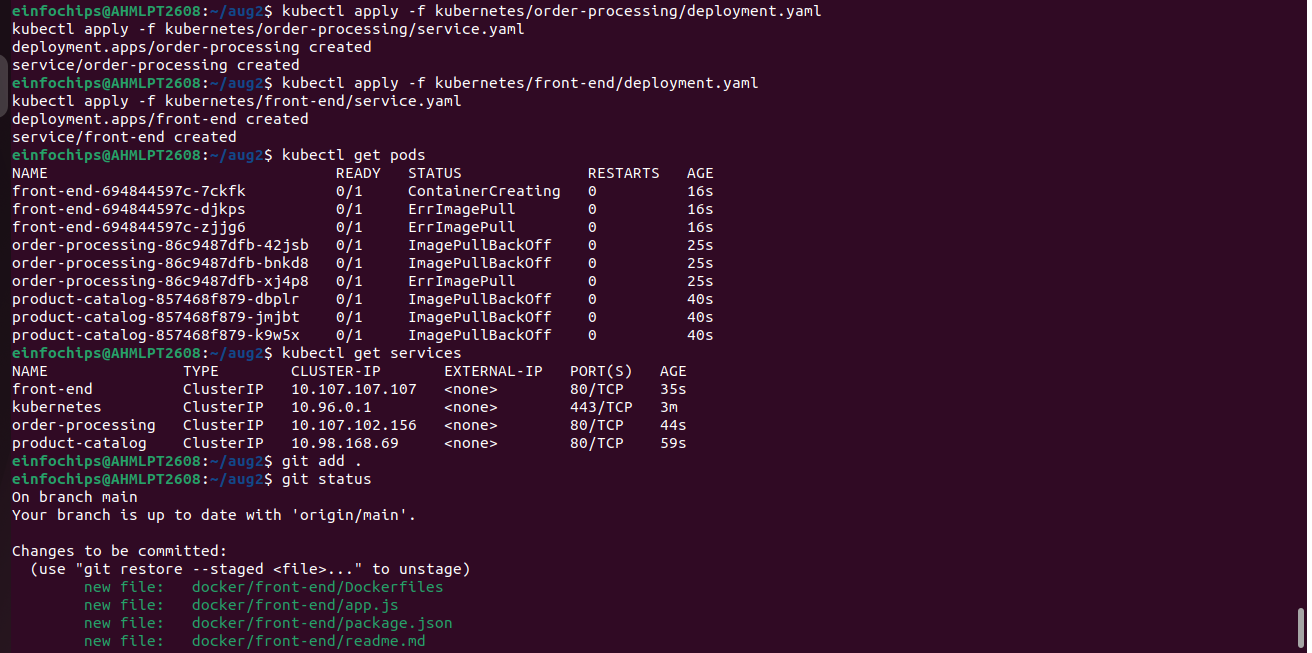 einfochips@AHMLPT2608:~/aug2$ kubectl apply -f kubernetes/order-processing/deployment.yaml
kubectl apply -f kubernetes/order-processing/service.yaml
deployment.apps/order-processing created
service/order-processing created
einfochips@AHMLPT2608:~/aug2$ kubectl apply -f kubernetes/front-end/deployment.yaml
kubectl apply -f kubernetes/front-end/service.yaml
deployment.apps/front-end created
service/front-end created
einfochips@AHMLPT2608:~/aug2$ kubectl get pods
NAME                                READY   STATUS              RESTARTS   AGE
front-end-694844597c-7ckfk          0/1     ContainerCreating   0          16s
front-end-694844597c-djkps          0/1     ErrImagePull        0          16s
front-end-694844597c-zjjg6          0/1     ErrImagePull        0          16s
order-processing-86c9487dfb-42jsb   0/1     ImagePullBackOff    0          25s
order-processing-86c9487dfb-bnkd8   0/1     ImagePullBackOff    0          25s
order-processing-86c9487dfb-xj4p8   0/1     ErrImagePull        0          25s
product-catalog-857468f879-dbplr    0/1     ImagePullBackOff    0          40s
product-catalog-857468f879-jmjbt    0/1     ImagePullBackOff    0          40s
product-catalog-857468f879-k9w5x    0/1     ImagePullBackOff    0          40s
einfochips@AHMLPT2608:~/aug2$ kubectl get services
NAME               TYPE        CLUSTER-IP       EXTERNAL-IP   PORT(S)   AGE
front-end          ClusterIP   10.107.107.107   <none>        80/TCP    35s
kubernetes         ClusterIP   10.96.0.1        <none>        443/TCP   3m
order-processing   ClusterIP   10.107.102.156   <none>        80/TCP    44s
product-catalog    ClusterIP   10.98.168.69     <none>        80/TCP    59s
einfochips@AHMLPT2608:~/aug2$ git add .
einfochips@AHMLPT2608:~/aug2$ git status
On branch main
Your branch is up to date with 'origin/main'.
Changes to be committed:
  (use "git restore --staged <file>..." to unstage)
        new file:   docker/front-end/Dockerfiles
        new file:   docker/front-end/app.js
        new file:   docker/front-end/package.json
        new file:   docker/front-end/readme.md